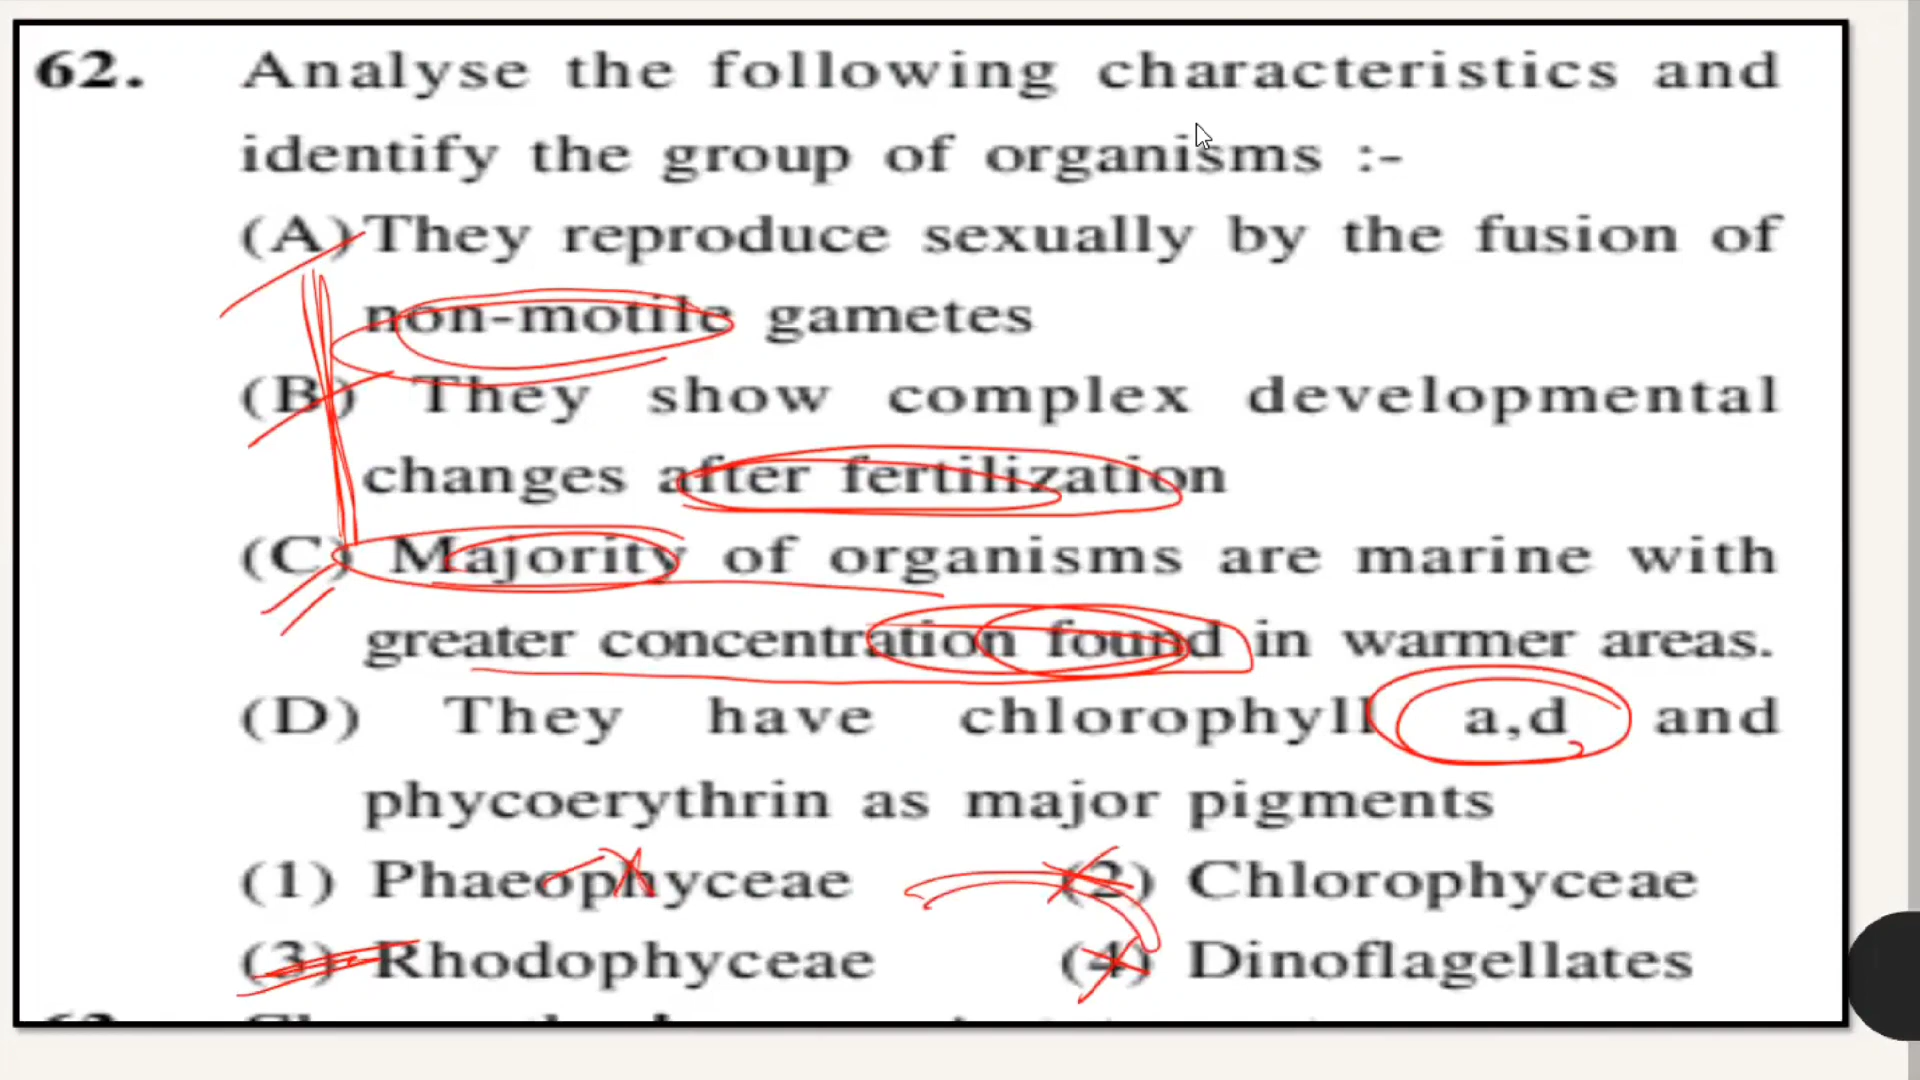 62. Analyse the following characteristics and
identify the group of organisms :-
(A) They reproduce sexually by the fusion of
non-motile gametes
(B) They show complex developmental
changes after fertilization
(C) Majority of organisms are marine with
greater concentration found in warmer areas.
(D) They have chlorophyll a,d and
phycoerythrin as major pigments
(1) Phaeophyceae (2) Chlorophyceae
(3) Rhodophyceae (4) Dinoflagellates